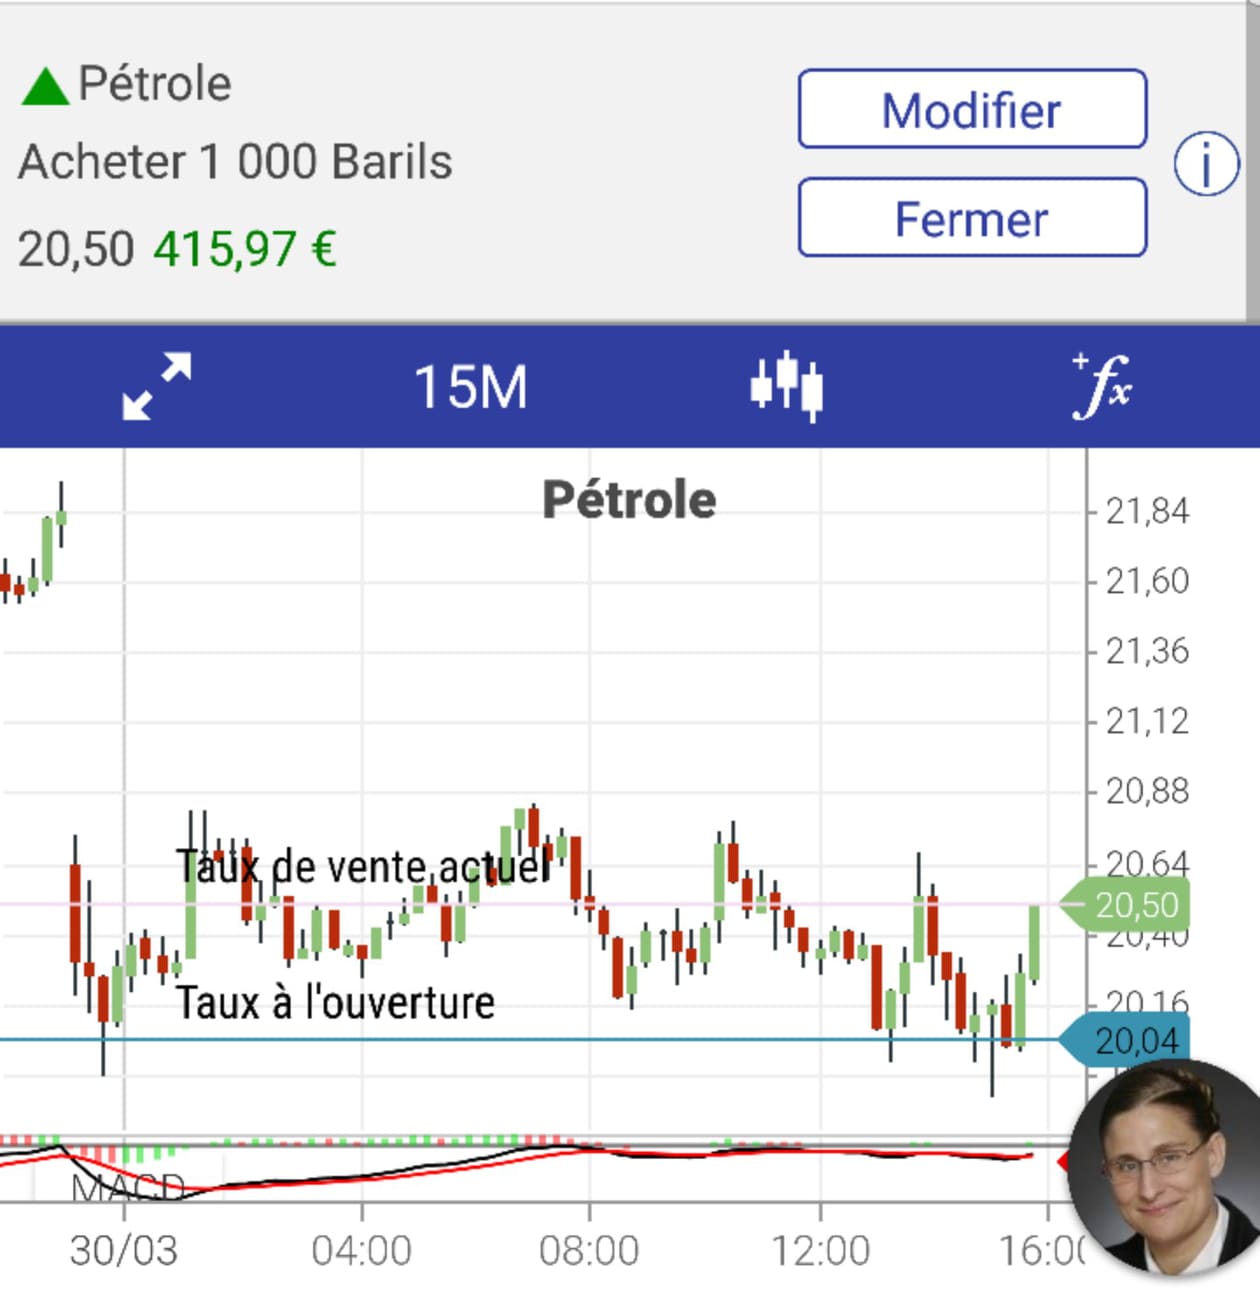 Pétrole
Modifier
Acheter 1 000 Barils
i
Fermer
20,50 415,97 €
15M
+fx
Pétrole
21,84
21,60
21,36
21,12
20,88
Taux de vente actuel
20,64
20,50
20,40
Taux à l'ouverture
20,16
20,04
MACD
30/03
04:00
08:00
12:00
16:00